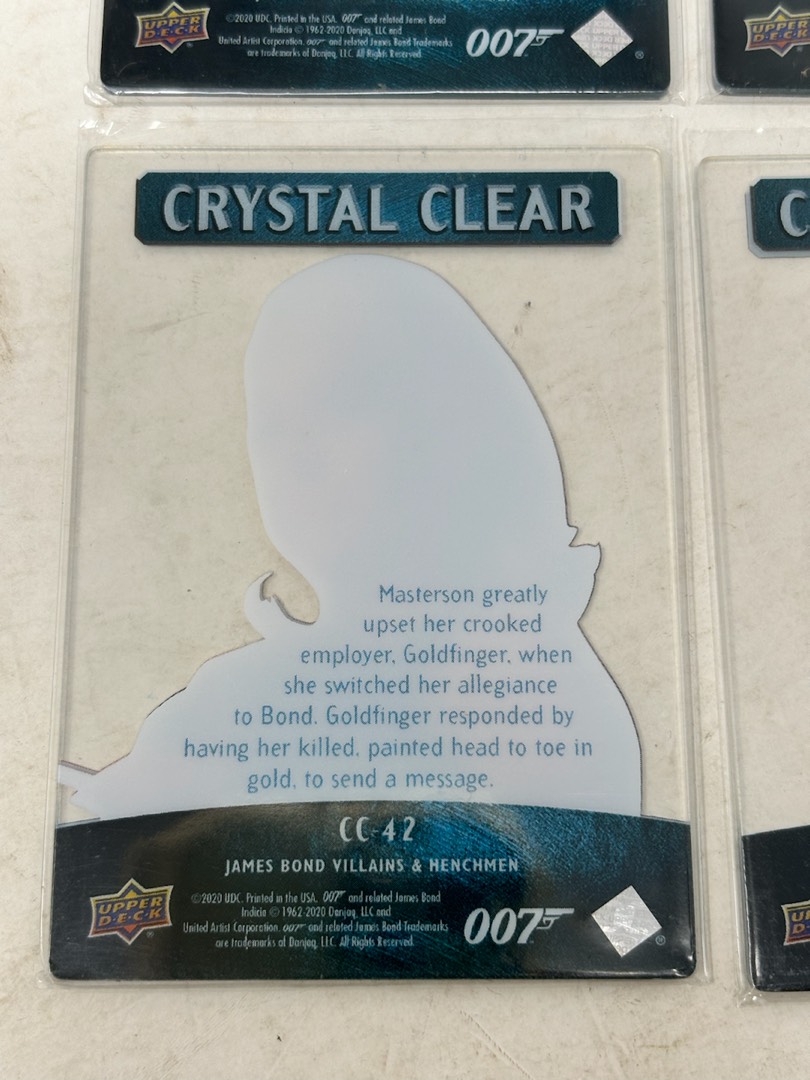 UPPER
D·E·C·K
©2020 UDC. Printed in the USA. 007 and related James Bond
Indicia © 1962-2020 Danjaq, LLC and
United Artist Corporation. 007 and related James Bond Trademarks
are trademarks of Danjaq, LLC. All Rights Reserved.
007
®
UPPER
D·E·C·K
CRYSTAL CLEAR
C
Masterson greatly
upset her crooked
employer, Goldfinger, when
she switched her allegiance
to Bond. Goldfinger responded by
having her killed, painted head to toe in
gold, to send a message.
CC-42
JAMES BOND VILLAINS & HENCHMEN
UPPER
D·E·C·K
©2020 UDC. Printed in the USA. 007 and related James Bond
Indicia © 1962-2020 Danjaq, LLC and
United Artist Corporation. 007 and related James Bond Trademarks
are trademarks of Danjaq, LLC. All Rights Reserved.
007
®